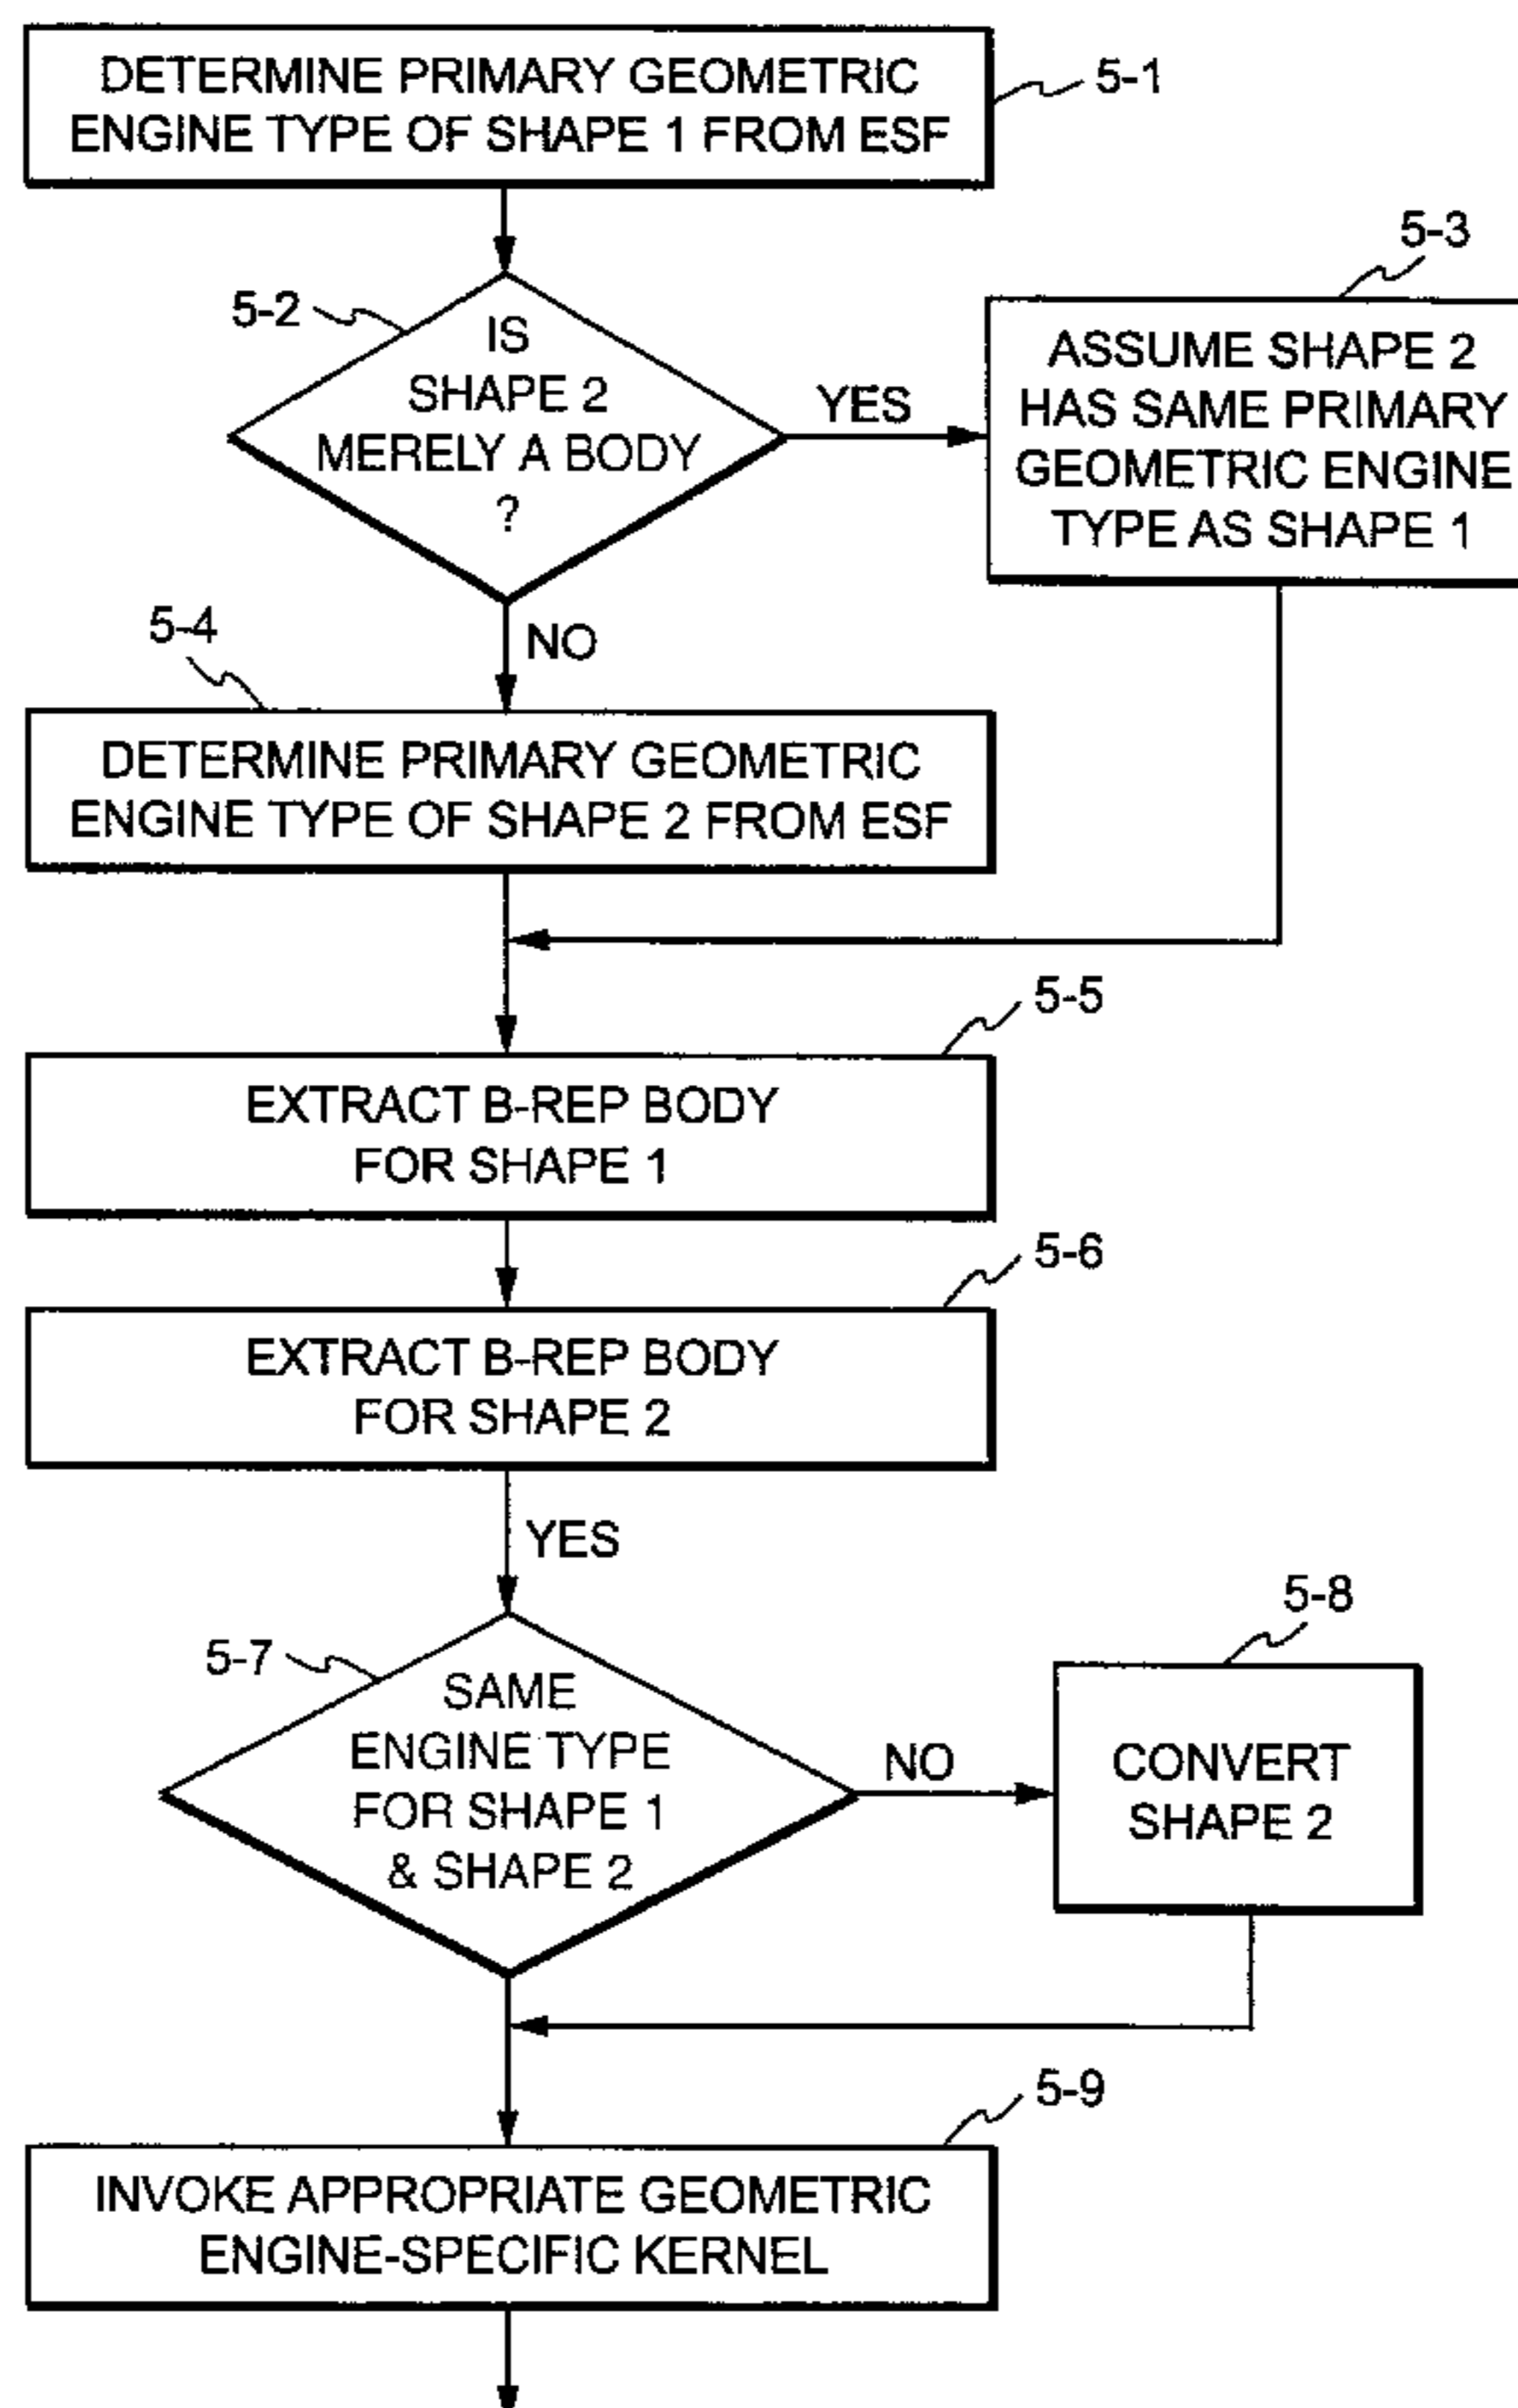 DETERMINE PRIMARY GEOMETRIC
ENGINE TYPE OF SHAPE 1 FROM ESF
5-1
5-2
IS
SHAPE 2
MERELY A BODY
?
YES
5-3
ASSUME SHAPE 2
HAS SAME PRIMARY
GEOMETRIC ENGINE
TYPE AS SHAPE 1
NO
5-4
DETERMINE PRIMARY GEOMETRIC
ENGINE TYPE OF SHAPE 2 FROM ESF
5-5
EXTRACT B-REP BODY
FOR SHAPE 1
5-6
EXTRACT B-REP BODY
FOR SHAPE 2
YES
5-7
SAME
ENGINE TYPE
FOR SHAPE 1
& SHAPE 2
NO
5-8
CONVERT
SHAPE 2
5-9
INVOKE APPROPRIATE GEOMETRIC
ENGINE-SPECIFIC KERNEL